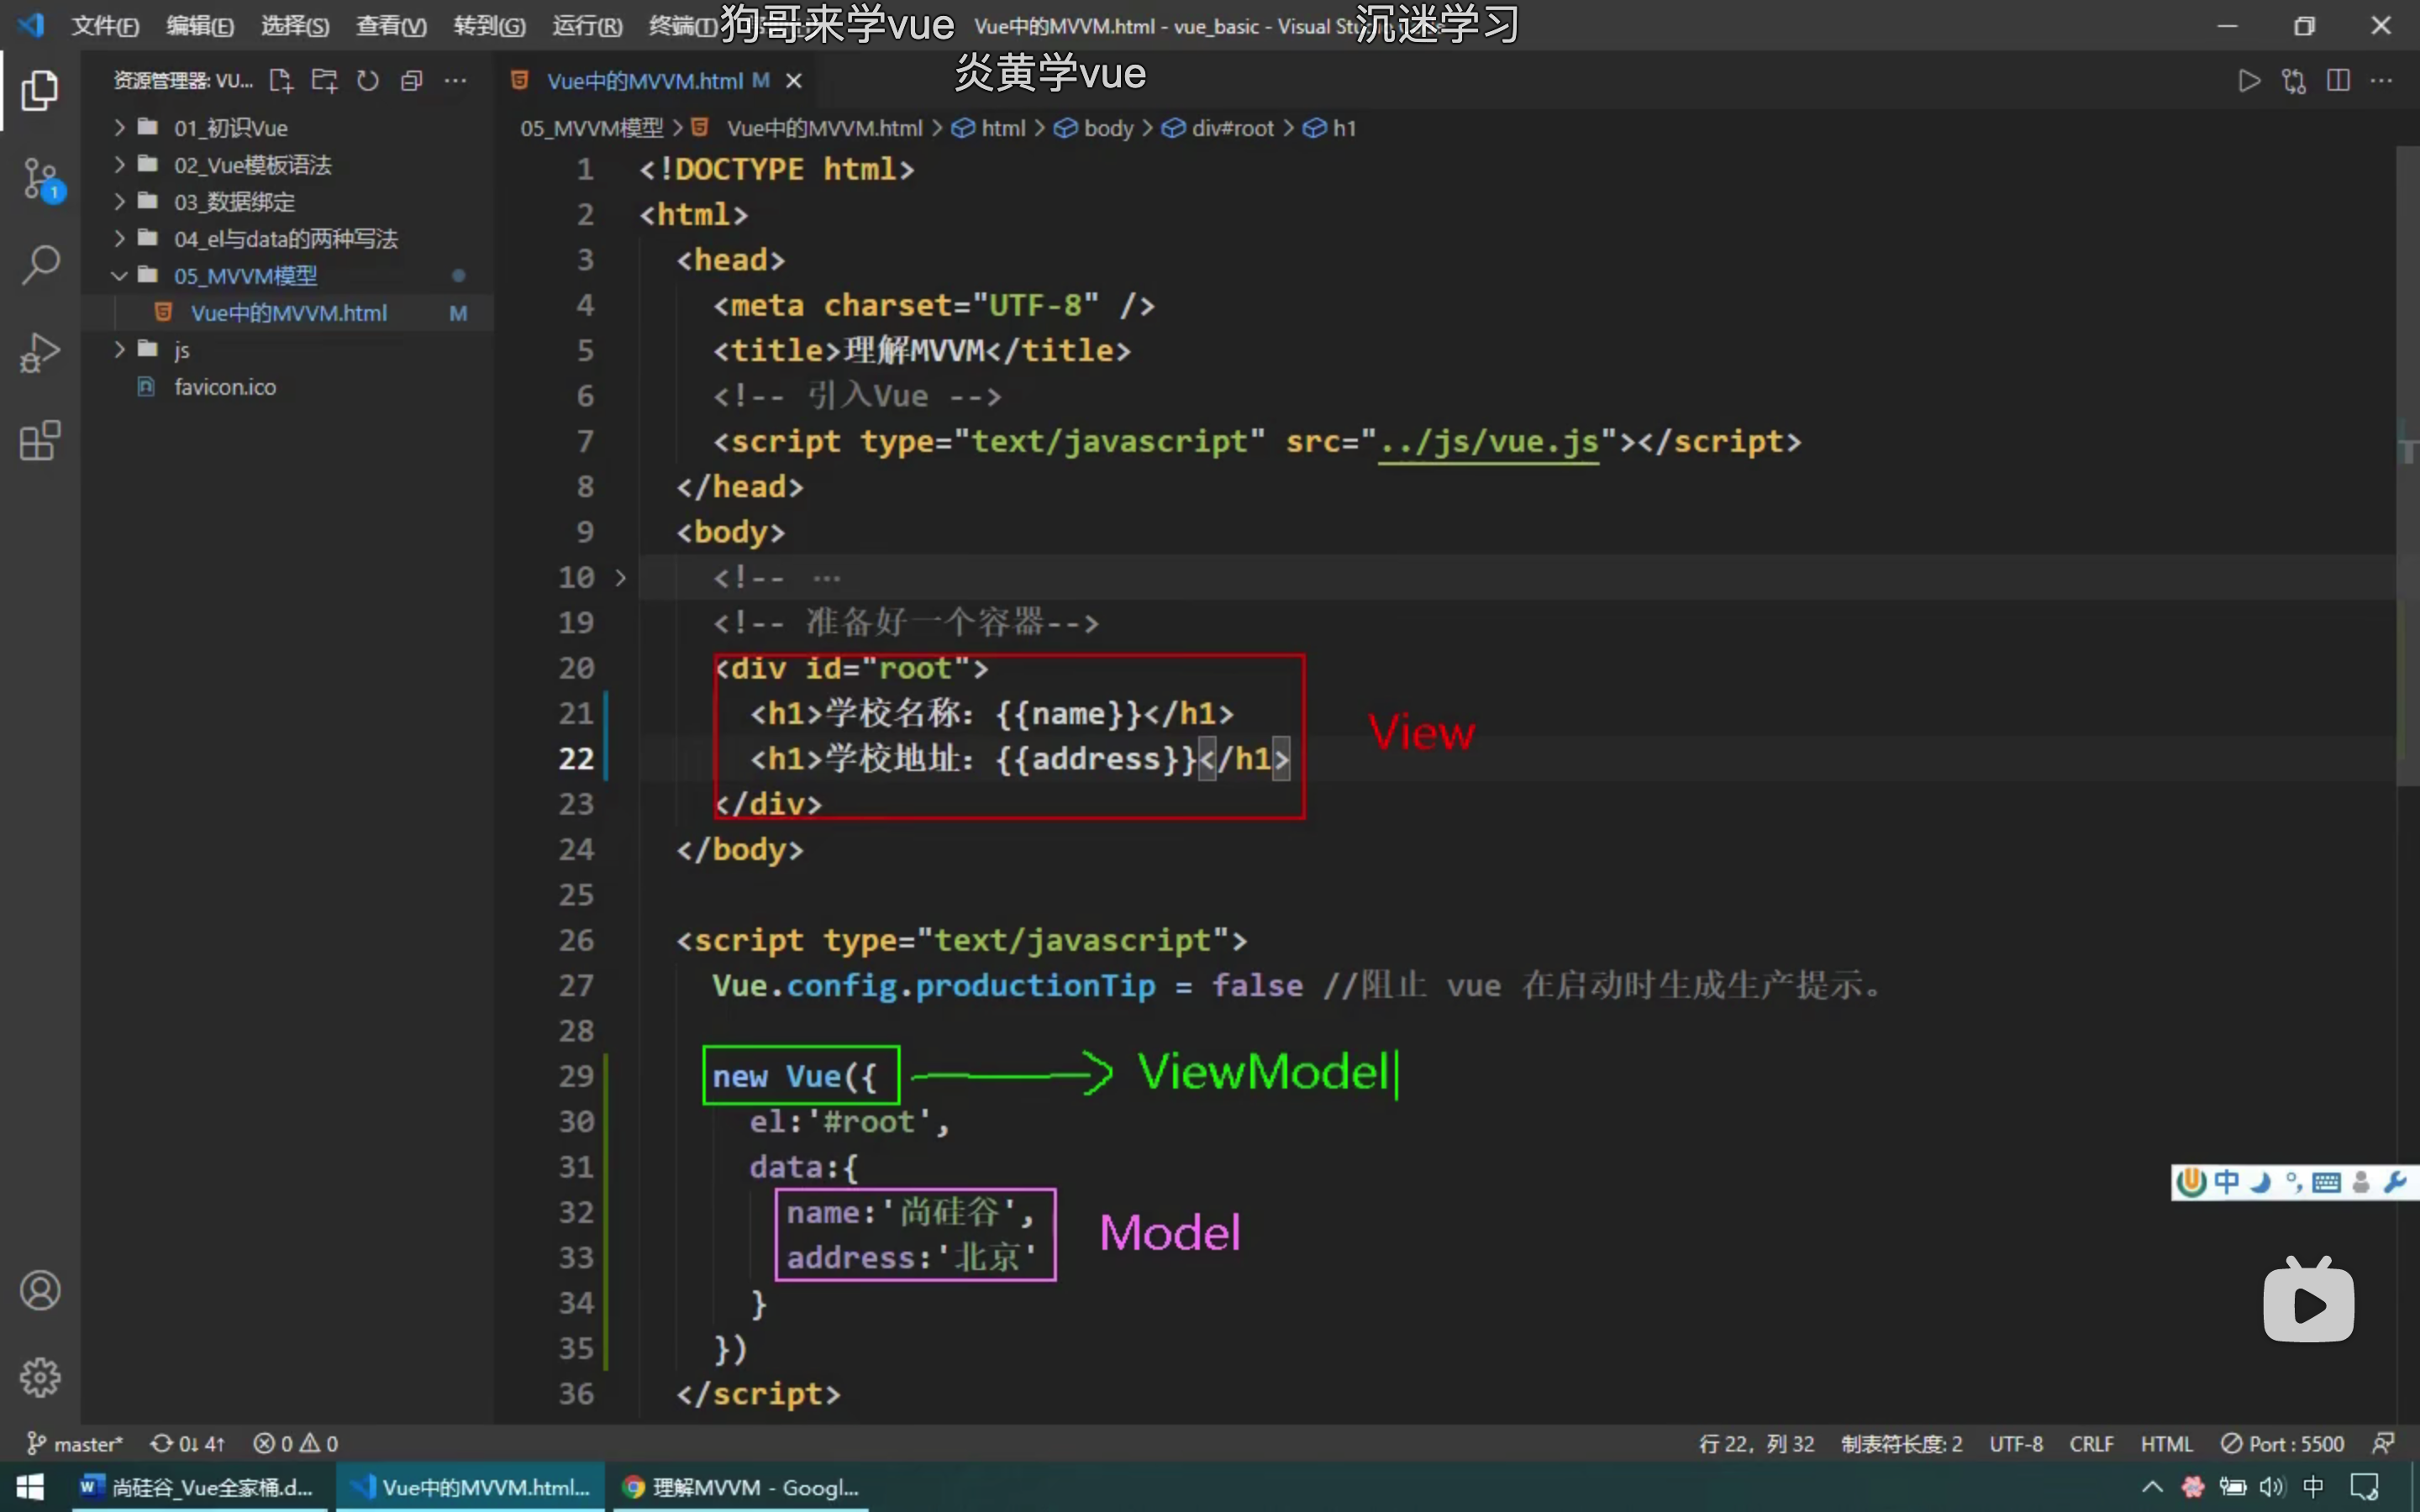 文件(F) 编辑(E) 选择(S) 查看(V) 转到(G) 运行(R) 终端(T) 狗哥来学vue Vue中的MVVM.html - vue_basic - Visual Stu 沉迷学习
炎黄学vue
资源管理器: VU...
Vue中的MVVM.html M
05_MVVM模型 > Vue中的MVVM.html > html > body > div#root > h1
01_初识Vue
02_Vue模板语法
03_数据绑定
04_el与data的两种写法
05_MVVM模型
Vue中的MVVM.html M
js
favicon.ico
1
1 <!DOCTYPE html>
2 <html>
3 <head>
4 <meta charset="UTF-8" />
5 <title>理解MVVM</title>
6 <!-- 引入Vue -->
7 <script type="text/javascript" src="../js/vue.js"></script>
8 </head>
9 <body>
10 <!-- ...
19 <!-- 准备好一个容器-->
20 <div id="root">
21 <h1>学校名称：{{name}}</h1>
22 <h1>学校地址：{{address}}</h1>
23 </div>
View
24 </body>
25
26 <script type="text/javascript">
27 Vue.config.productionTip = false //阻止 vue 在启动时生成生产提示。
28
29 new Vue({ ViewModel
30 el:'#root',
31 data:{
32 name:'尚硅谷',
33 address:'北京'
Model
34 }
35 })
36 </script>
中
master* 0↓ 4↑ 0 0 行 22，列 32 制表符长度: 2 UTF-8 CRLF HTML Port : 5500
尚硅谷_Vue全家桶.d... Vue中的MVVM.html... 理解MVVM - Googl... 中